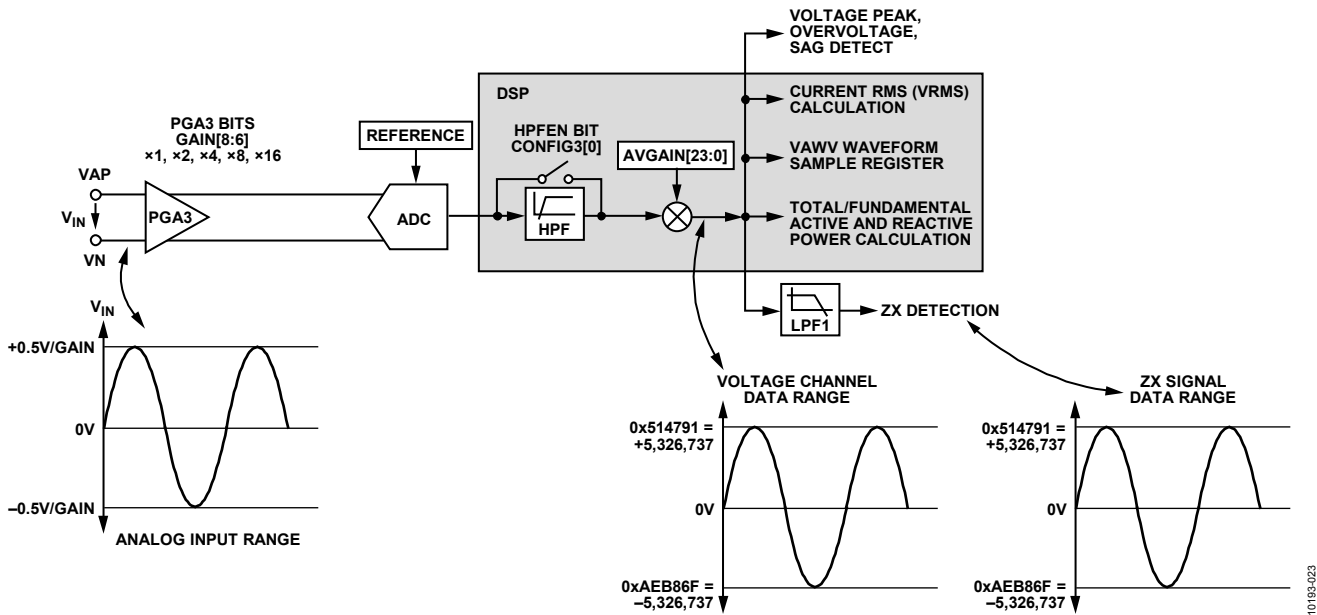 VOLTAGE PEAK,
OVERVOLTAGE,
SAG DETECT
DSP
CURRENT RMS (VRMS)
CALCULATION
PGA3 BITS
GAIN[8:6]
×1, ×2, ×4, ×8, ×16
REFERENCE
HPFEN BIT
CONFIG3[0]
AVGAIN[23:0]
VAWV WAVEFORM
SAMPLE REGISTER
VAP
VIN
PGA3
ADC
HPF
TOTAL/FUNDAMENTAL
ACTIVE AND REACTIVE
POWER CALCULATION
VN
LPF1
ZX DETECTION
VIN
+0.5V/GAIN
0V
–0.5V/GAIN
ANALOG INPUT RANGE
VOLTAGE CHANNEL
DATA RANGE
0x514791 =
+5,326,737
0V
0xAEB86F =
–5,326,737
ZX SIGNAL
DATA RANGE
0x514791 =
+5,326,737
0V
0xAEB86F =
–5,326,737
10193-023